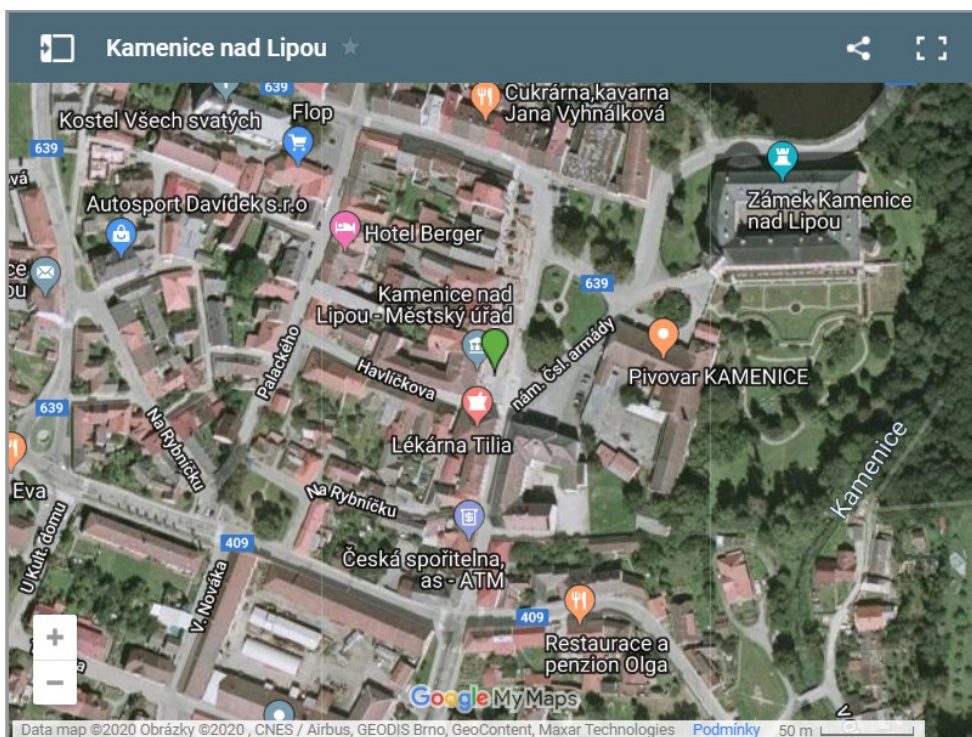 Kamenice nad Lipou
639
Cukrárna,kavarna
Jana Vyhnálková
Flop
Kostel Všech svatých
639
vá
Zámek Kamenice
nad Lipou
Autosport Davídek s.r.o
Hotel Berger
ce
ou
639
Kamenice nad
Lipou - Městský úřad
Palackého
nám. Čsl. armády
Havlíčkova
Pivovar KAMENICE
639
Na Rybníčku
Lékárna Tilia
Kamenice
Eva
Na Rybníčku
U Kult. domu
409
Česká spořitelna,
as - ATM
V. Nováka
409
Restaurace a
penzion Olga
+
−
Google My Maps
Data map ©2020 Obrázky ©2020 , CNES / Airbus, GEODIS Brno, GeoContent, Maxar Technologies
Podmínky
50 m